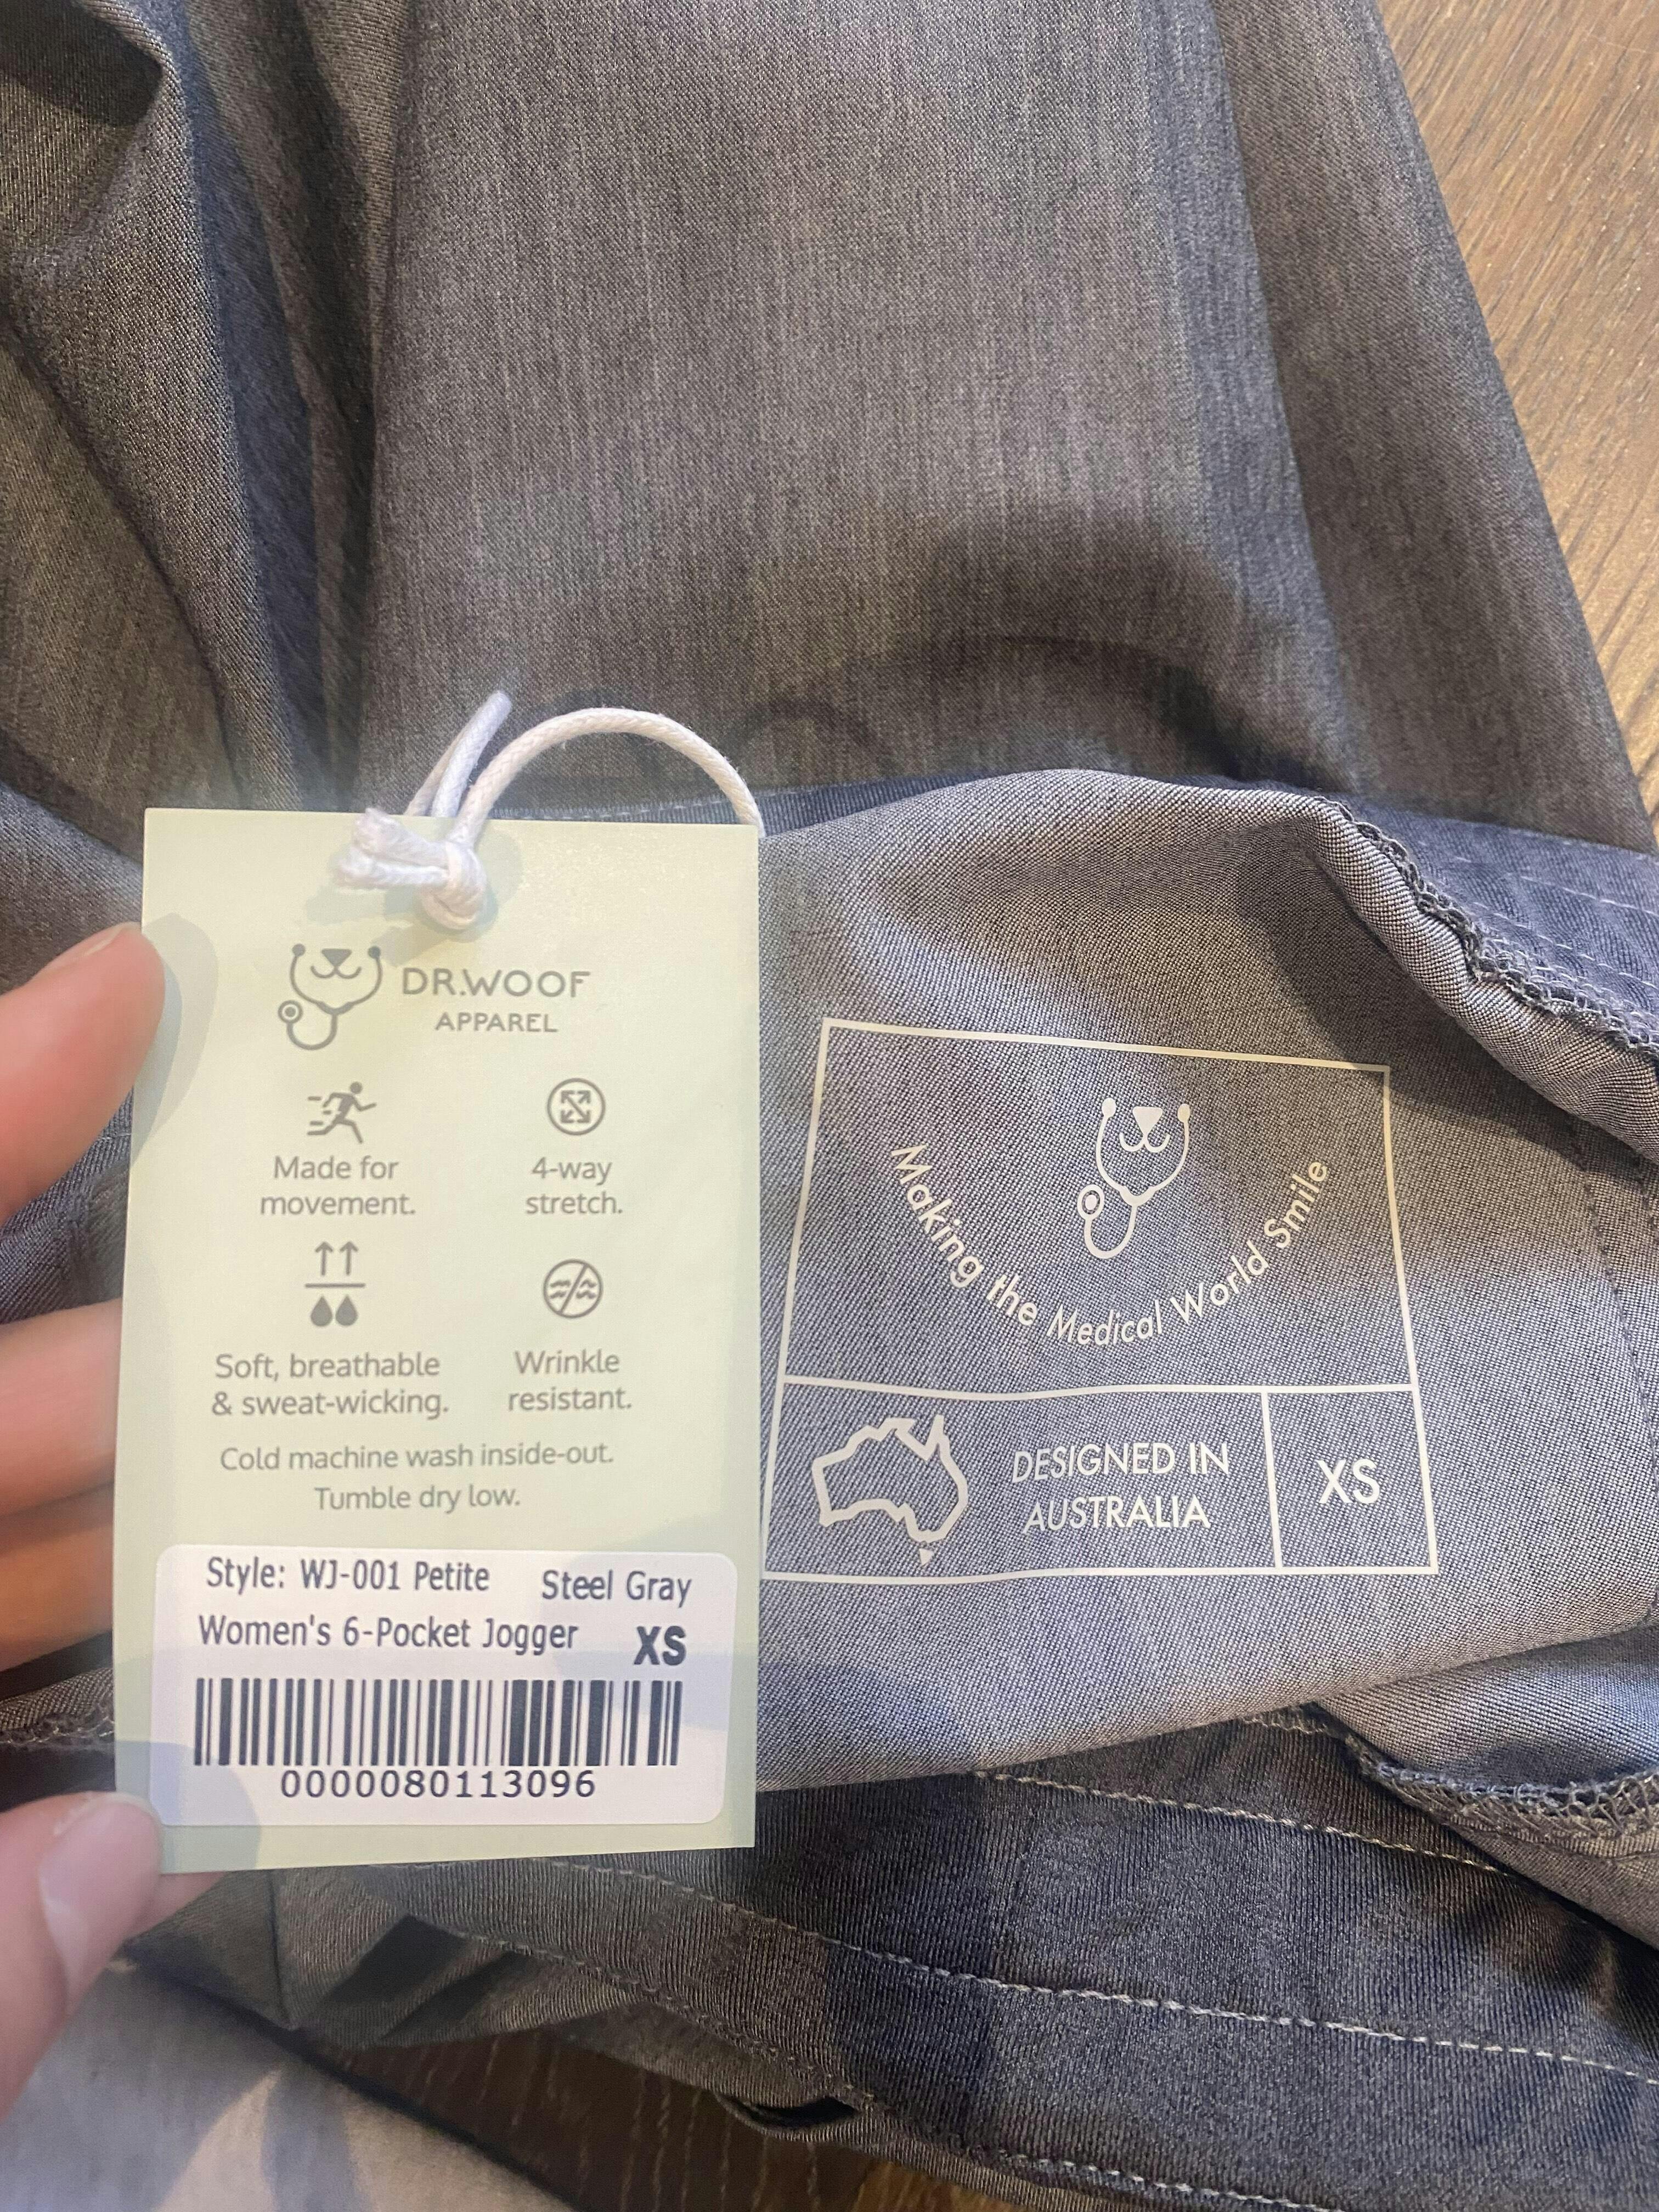 DR.WOOF
APPAREL
Made for
movement.
4-way
stretch.
Soft, breathable
& sweat-wicking.
Wrinkle
resistant.
Cold machine wash inside-out.
Tumble dry low.
Style: WJ-001 Petite Steel Gray
Women's 6-Pocket Jogger XS
0000080113096
Making the Medical World Smile
DESIGNED IN
AUSTRALIA
XS